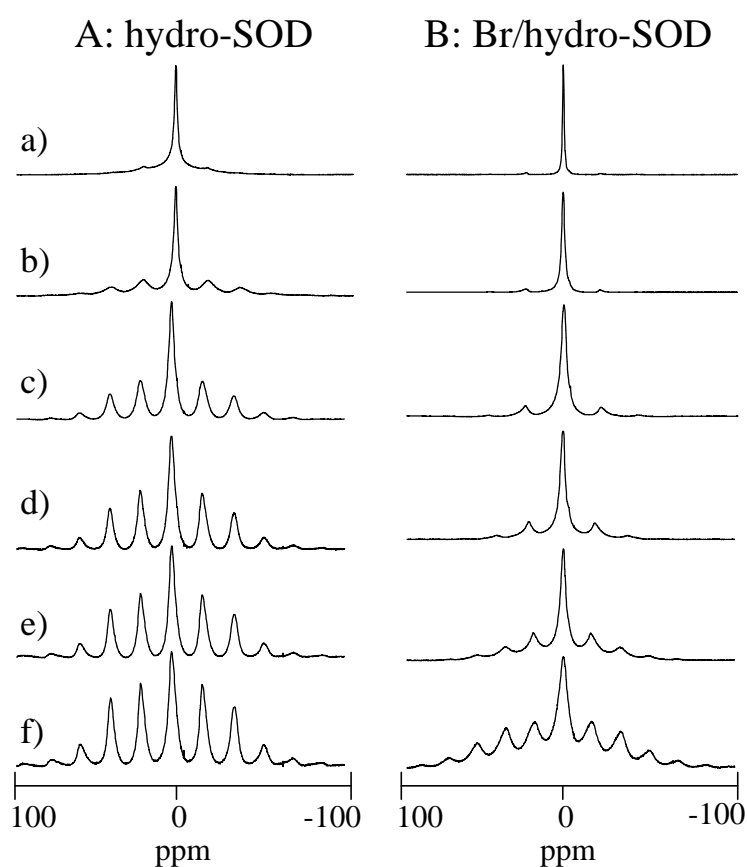 A: hydro-SOD
B: Br/hydro-SOD
a)
b)
c)
d)
e)
f)
100 0 -100
ppm
100 0 -100
ppm